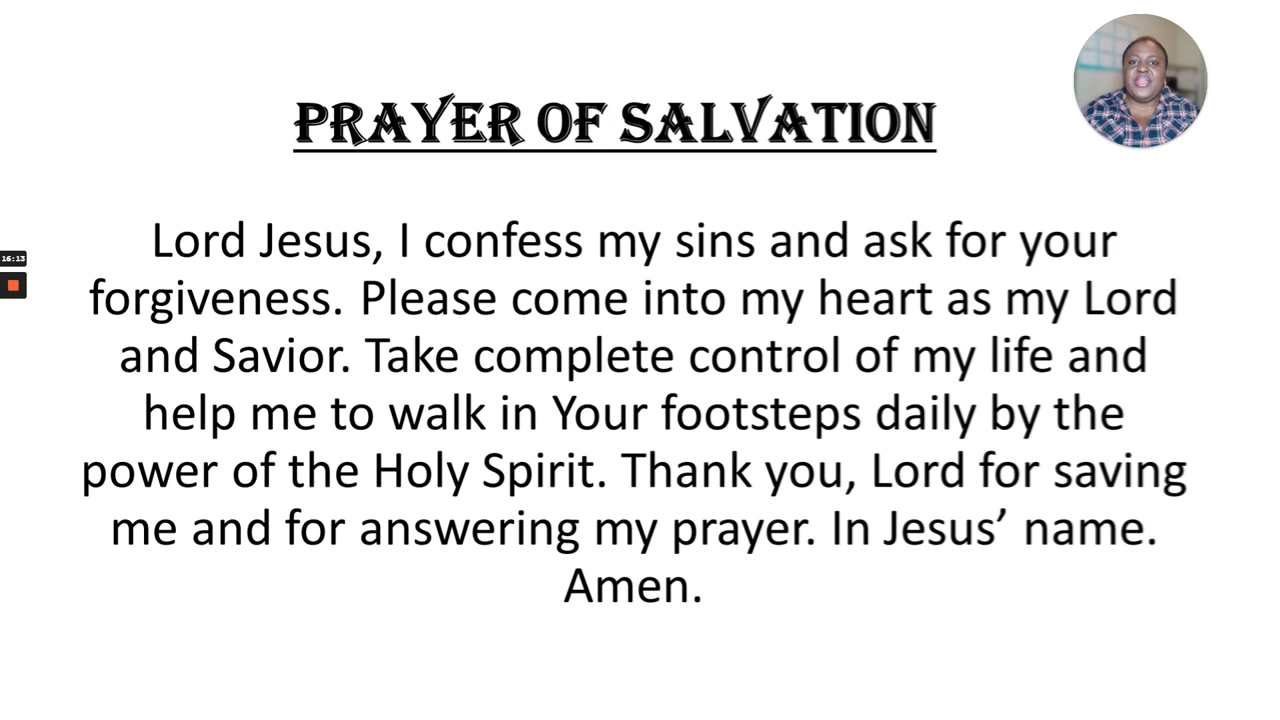 PRAYER OF SALVATION
16:13
Lord Jesus, I confess my sins and ask for your
forgiveness. Please come into my heart as my Lord
and Savior. Take complete control of my life and
help me to walk in Your footsteps daily by the
power of the Holy Spirit. Thank you, Lord for saving
me and for answering my prayer. In Jesus’ name.
Amen.